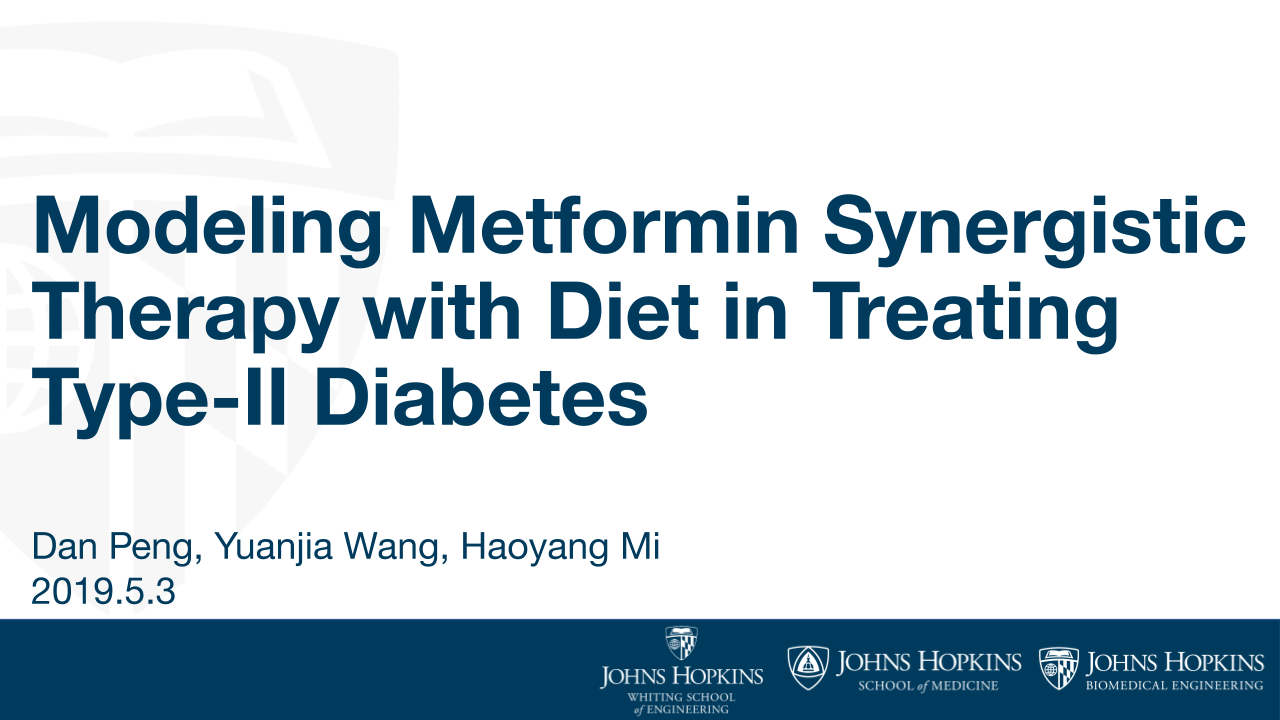 Modeling Metformin Synergistic
Therapy with Diet in Treating
Type-II Diabetes
Dan Peng, Yuanjia Wang, Haoyang Mi
2019.5.3
JOHNS HOPKINS
WHITING SCHOOL
of ENGINEERING
JOHNS HOPKINS
SCHOOL of MEDICINE
JOHNS HOPKINS
BIOMEDICAL ENGINEERING